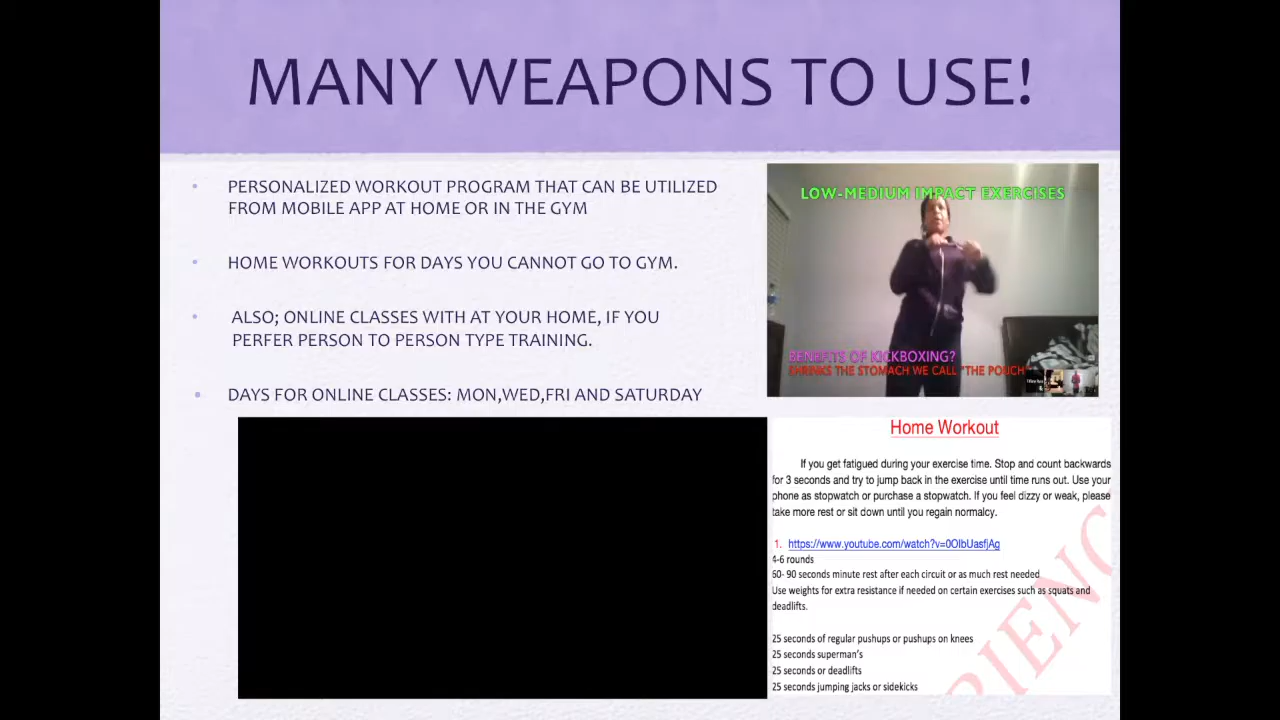 MANY WEAPONS TO USE!
• PERSONALIZED WORKOUT PROGRAM THAT CAN BE UTILIZED
FROM MOBILE APP AT HOME OR IN THE GYM
• HOME WORKOUTS FOR DAYS YOU CANNOT GO TO GYM.
• ALSO; ONLINE CLASSES WITH AT YOUR HOME, IF YOU
PERFER PERSON TO PERSON TYPE TRAINING.
• DAYS FOR ONLINE CLASSES: MON,WED,FRI AND SATURDAY
LOW-MEDIUM IMPACT EXERCISES
BENEFITS OF KICKBOXING?
SHRINKS THE STOMACH WE CALL "THE POUCH"
Home Workout
If you get fatigued during your exercise time. Stop and count backwards
for 3 seconds and try to jump back in the exercise until time runs out. Use your
phone as stopwatch or purchase a stopwatch. If you feel dizzy or weak, please
take more rest or sit down until you regain normalcy.
1. https://www.youtube.com/watch?v=0OIbUasfjAg
4-6 rounds
60- 90 seconds minute rest after each circuit or as much rest needed
Use weights for extra resistance if needed on certain exercises such as squats and
deadlifts.
25 seconds of regular pushups or pushups on knees
25 seconds superman's
25 seconds or deadlifts
25 seconds jumping jacks or sidekicks
RIENC